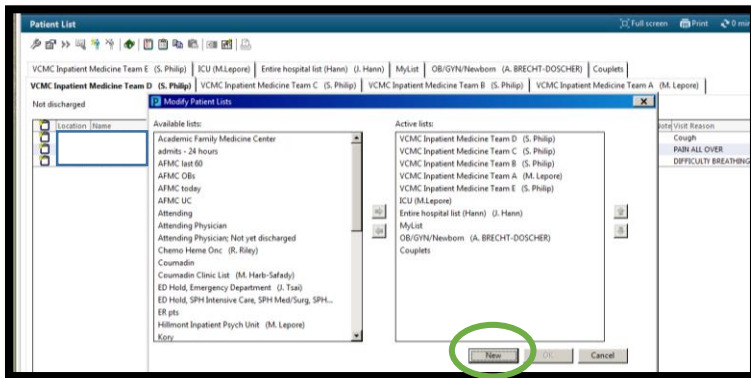 Patient List
Full screen Print 0 min
VCMC Inpatient Medicine Team E (S. Philip) ICU (M.Lepore) Entire hospital list (Hann) (J. Hann) MyList OB/GYN/Newborn (A. BRECHT-DOSCHER) Couplets
VCMC Inpatient Medicine Team D (S. Philip) VCMC Inpatient Medicine Team C (S. Philip) VCMC Inpatient Medicine Team B (S. Philip) VCMC Inpatient Medicine Team A (M. Lepore)
Not discharged
Modify Patient Lists
Location Name
Visit Reason
Cough
PAIN ALL OVER
DIFFICULTY BREATHING
Available lists:
Academic Family Medicine Center
admits - 24 hours
AFMC last 60
AFMC OBs
AFMC today
AFMC UC
Attending
Attending Physician
Attending Physician; Not yet discharged
Chemo Heme Onc (R. Riley)
Coumadin
Coumadin Clinic List (M. Harb-Safady)
ED Hold, Emergency Department (J. Tsai)
ED Hold, SPH Intensive Care, SPH Med/Surg, SPH...
ER pts
Hillmont Inpatient Psych Unit (M. Lepore)
Kory
Active lists:
VCMC Inpatient Medicine Team D (S. Philip)
VCMC Inpatient Medicine Team C (S. Philip)
VCMC Inpatient Medicine Team B (S. Philip)
VCMC Inpatient Medicine Team A (M. Lepore)
VCMC Inpatient Medicine Team E (S. Philip)
ICU (M.Lepore)
Entire hospital list (Hann) (J. Hann)
MyList
OB/GYN/Newborn (A. BRECHT-DOSCHER)
Couplets
New OK Cancel